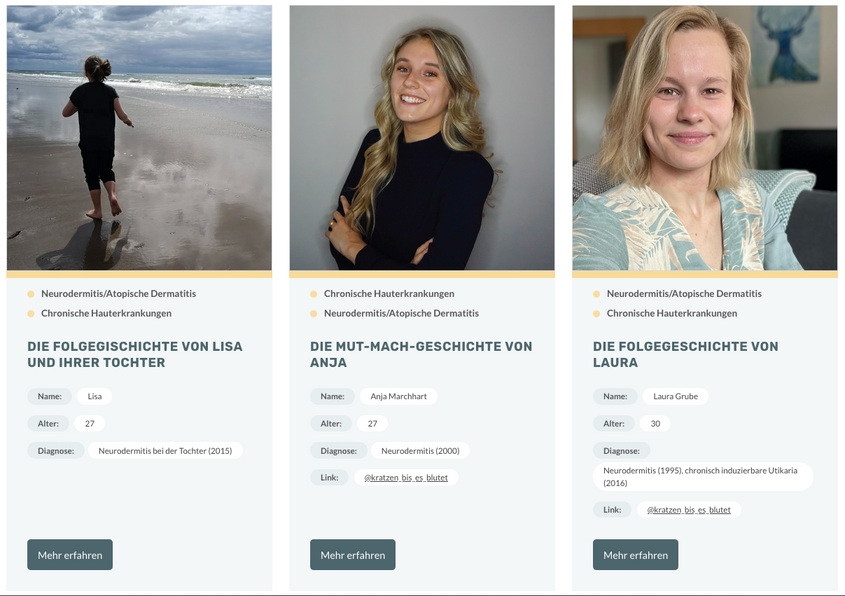 Neurodermitis/Atopische Dermatitis
Chronische Hauterkrankungen
DIE FOLGEGISCHICHTE VON LISA
UND IHRER TOCHTER
Name: Lisa
Alter: 27
Diagnose: Neurodermitis bei der Tochter (2015)
Mehr erfahren
Chronische Hauterkrankungen
Neurodermitis/Atopische Dermatitis
DIE MUT-MACH-GESCHICHTE VON
ANJA
Name: Anja Marchhart
Alter: 27
Diagnose: Neurodermitis (2000)
Link: @kratzen_bis_es_blutet
Mehr erfahren
Neurodermitis/Atopische Dermatitis
Chronische Hauterkrankungen
DIE FOLGEGESCHICHTE VON
LAURA
Name: Laura Grube
Alter: 30
Diagnose:
Neurodermitis (1995), chronisch induzierbare Utikaria
(2016)
Link: @kratzen_bis_es_blutet
Mehr erfahren